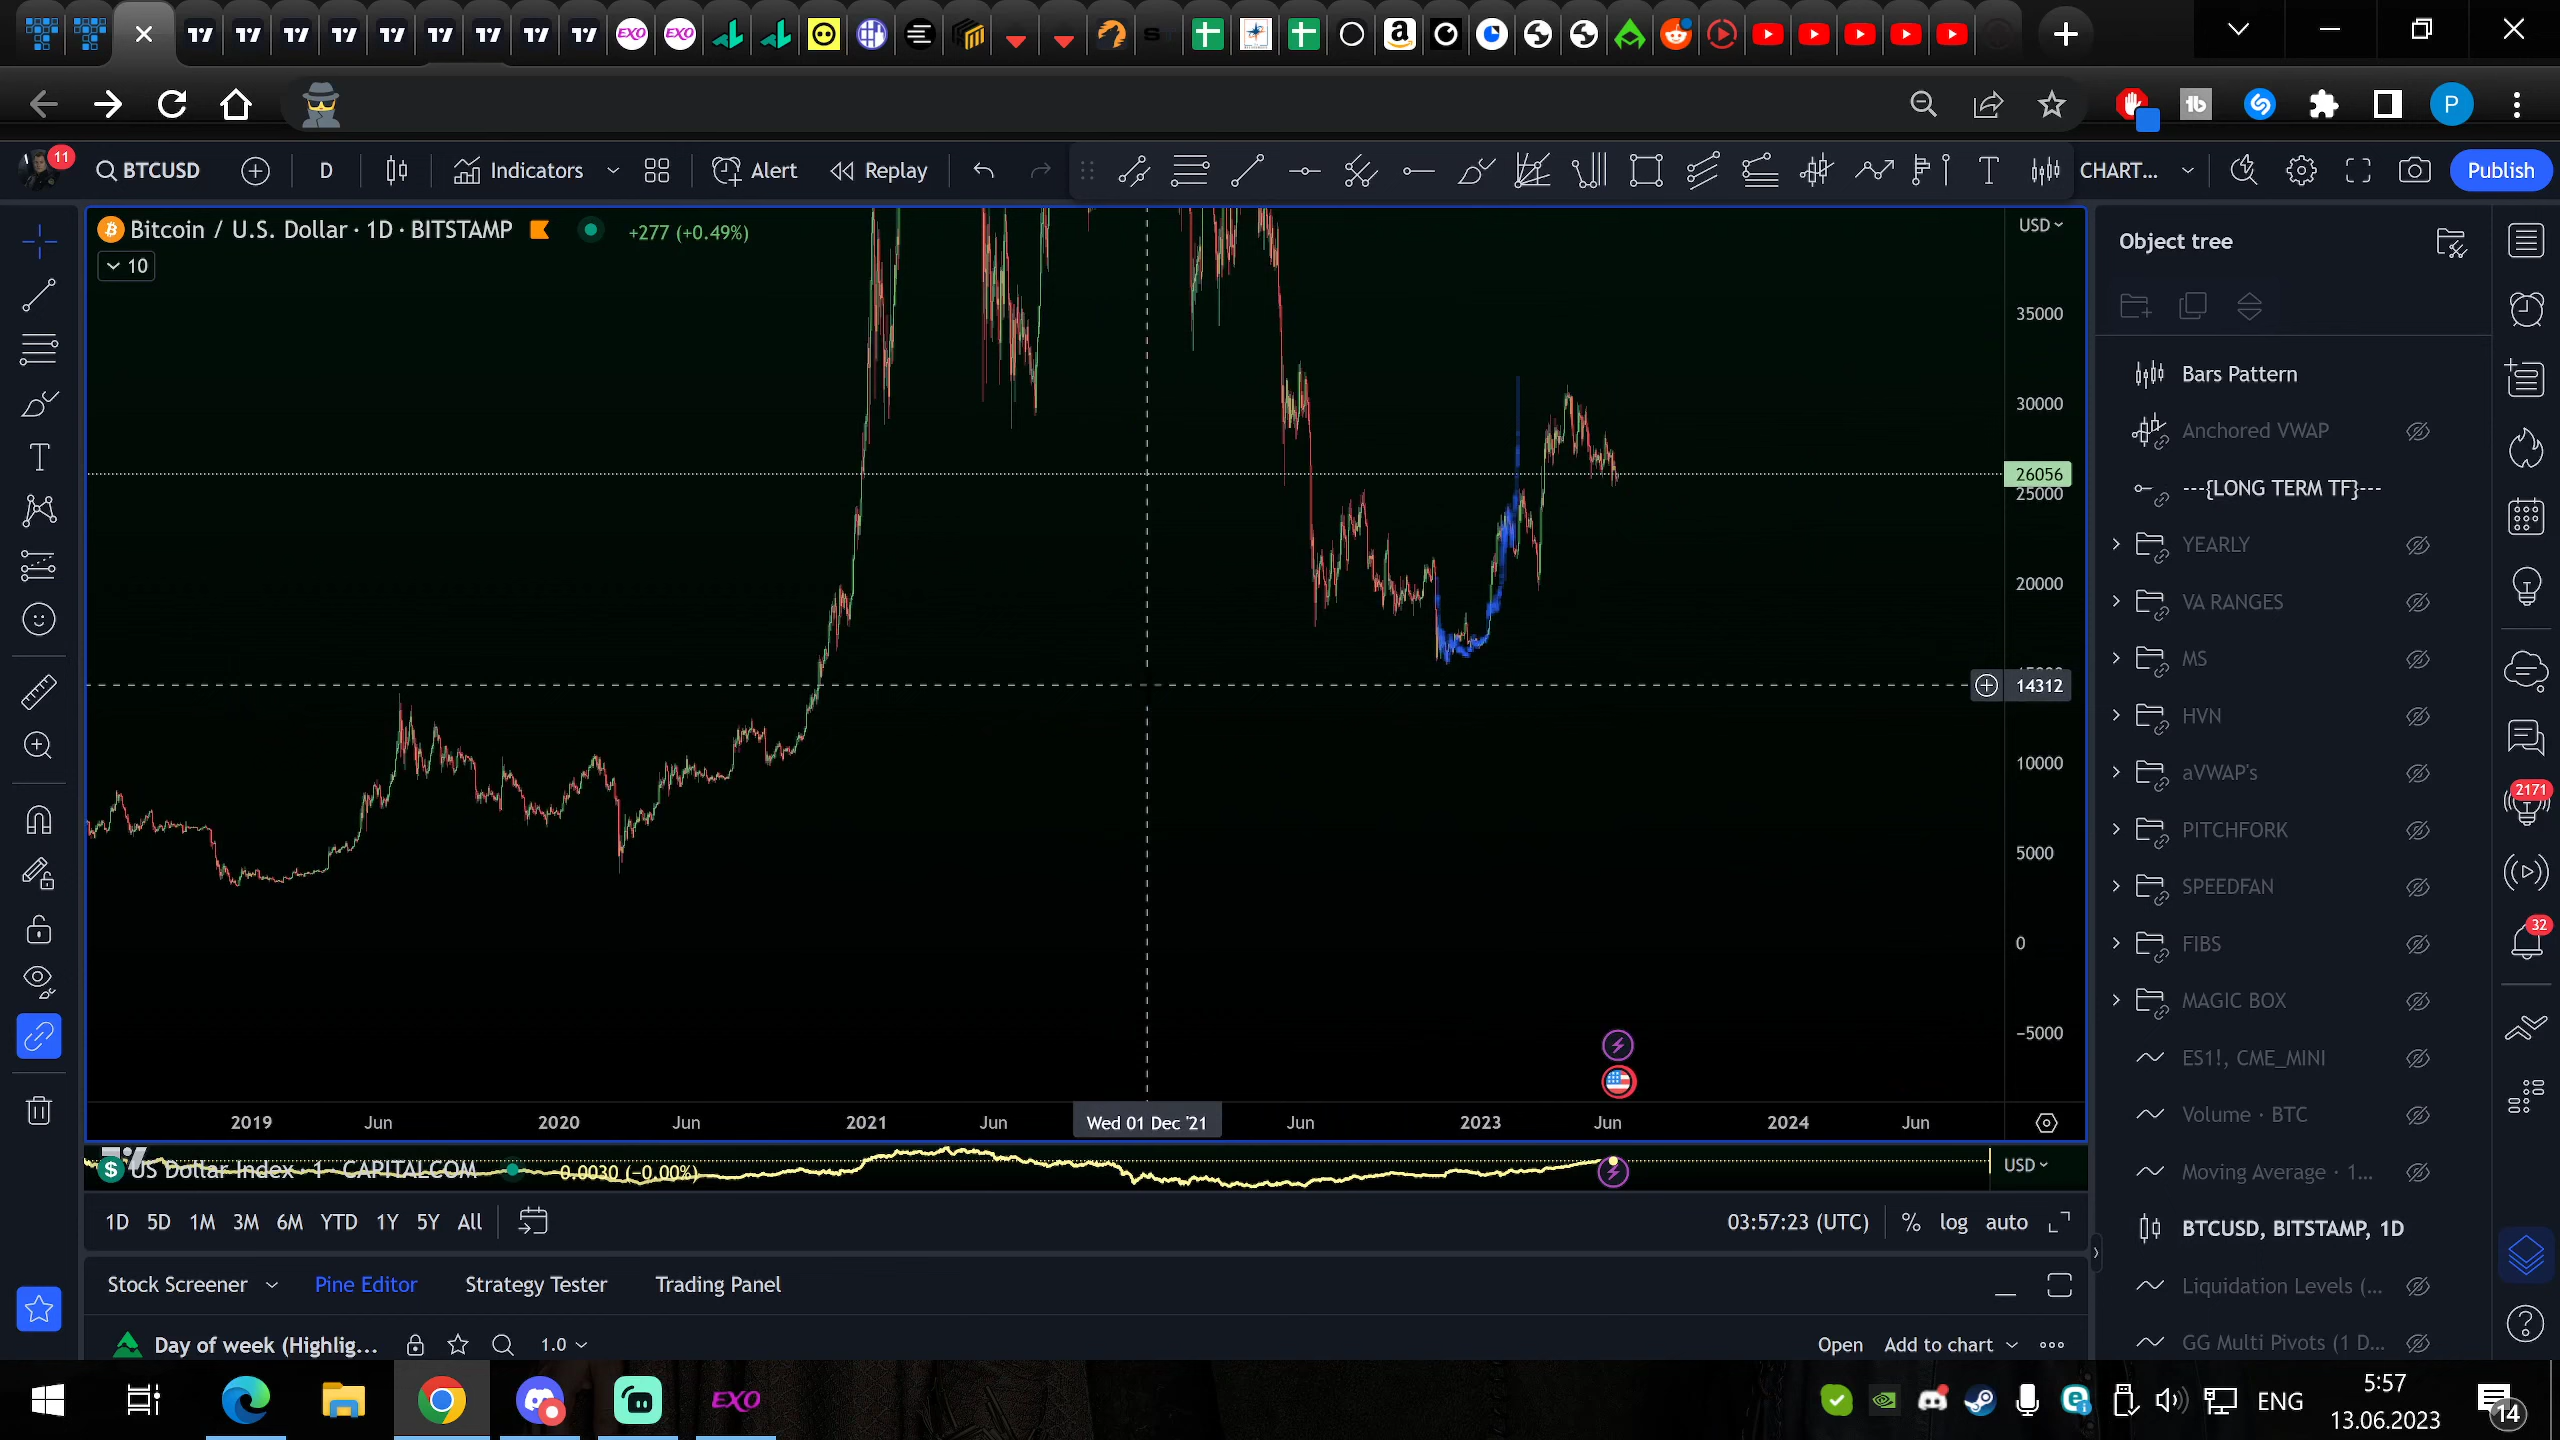 11
BTCUSD
D
Indicators
Alert
Replay
CHART...
Publish
Bitcoin / U.S. Dollar · 1D · BITSTAMP
+277 (+0.49%)
10
USD
35000
30000
26056
25000
20000
14312
10000
5000
0
−5000
2019
Jun
2020
Jun
2021
Jun
Wed 01 Dec '21
Jun
2023
Jun
2024
Jun
US Dollar Index · 1 · CAPITALCOM
0.0030 (−0.00%)
USD
1D
5D
1M
3M
6M
YTD
1Y
5Y
All
03:57:23 (UTC)
%
log
auto
Stock Screener
Pine Editor
Strategy Tester
Trading Panel
Day of week (Highlig...
1.0
Open
Add to chart
Object tree
Bars Pattern
Anchored VWAP
---{LONG TERM TF}---
YEARLY
VA RANGES
MS
HVN
aVWAP's
PITCHFORK
SPEEDFAN
FIBS
MAGIC BOX
ES1!, CME_MINI
Volume · BTC
Moving Average · 1...
BTCUSD, BITSTAMP, 1D
Liquidation Levels (...
GG Multi Pivots (1 D...
2171
32
EXO
ENG
5:57
13.06.2023
14